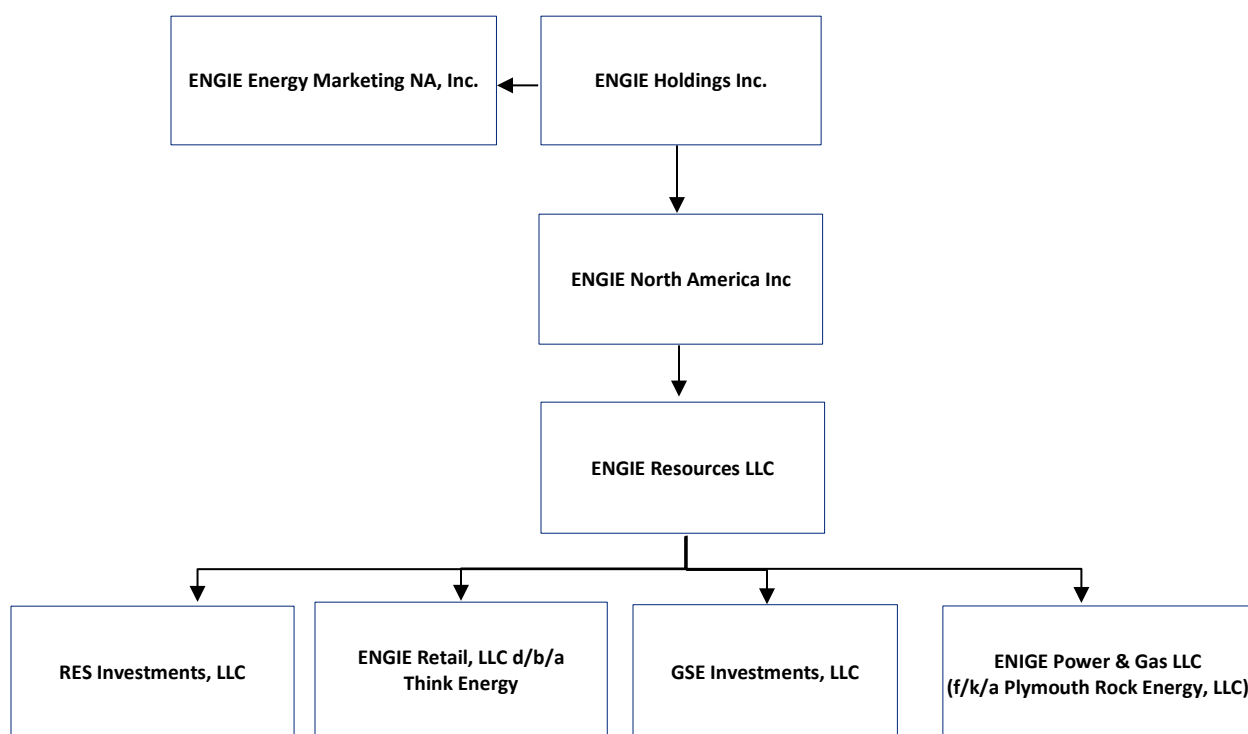 ENGIE Energy Marketing NA, Inc.
ENGIE Holdings Inc.
ENGIE North America Inc
ENGIE Resources LLC
RES Investments, LLC
ENGIE Retail, LLC d/b/a
Think Energy
GSE Investments, LLC
ENIGE Power & Gas LLC
(f/k/a Plymouth Rock Energy, LLC)